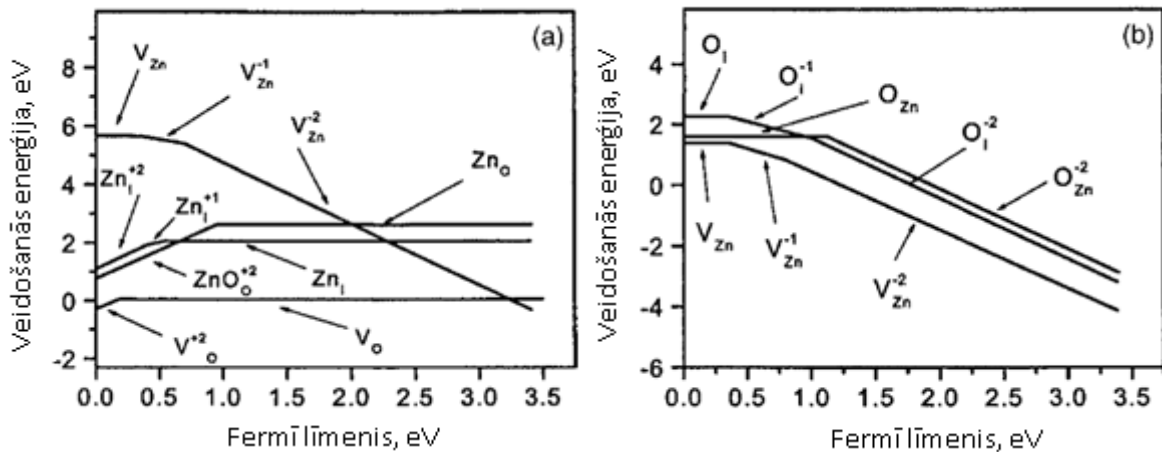 (a)
Veidošanās enerģija, eV
8
6
4
2
0
-2
V_Zn
V_Zn^-1
V_Zn^-2
Zn_O
Zn_I^+2
Zn_I^+1
ZnO_O^+2
Zn_I
V^+2_O
V_O
0.0 0.5 1.0 1.5 2.0 2.5 3.0 3.5
Fermī līmenis, eV
(b)
Veidošanās enerģija, eV
4
2
0
-2
-4
-6
O_I
O_I^-1
O_Zn
O_I^-2
O_Zn^-2
V_Zn
V_Zn^-1
V_Zn^-2
0.0 0.5 1.0 1.5 2.0 2.5 3.0 3.5
Fermī līmenis, eV